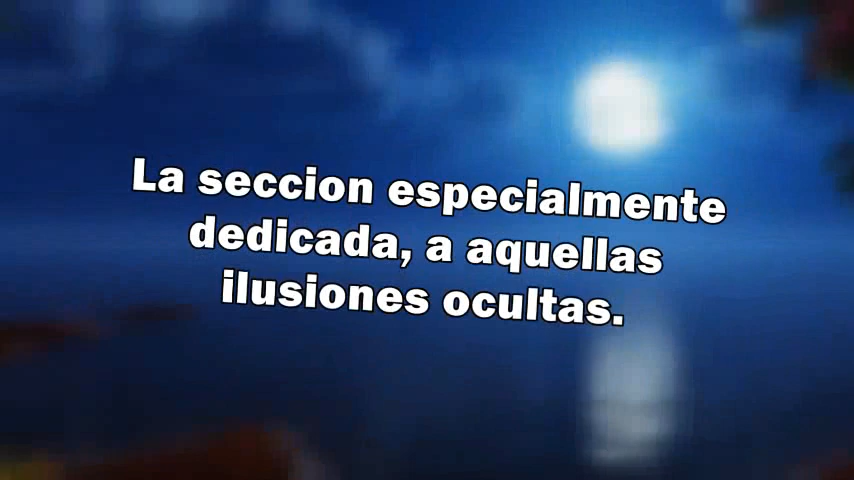 La seccion especialmente
dedicada, a aquellas
ilusiones ocultas.